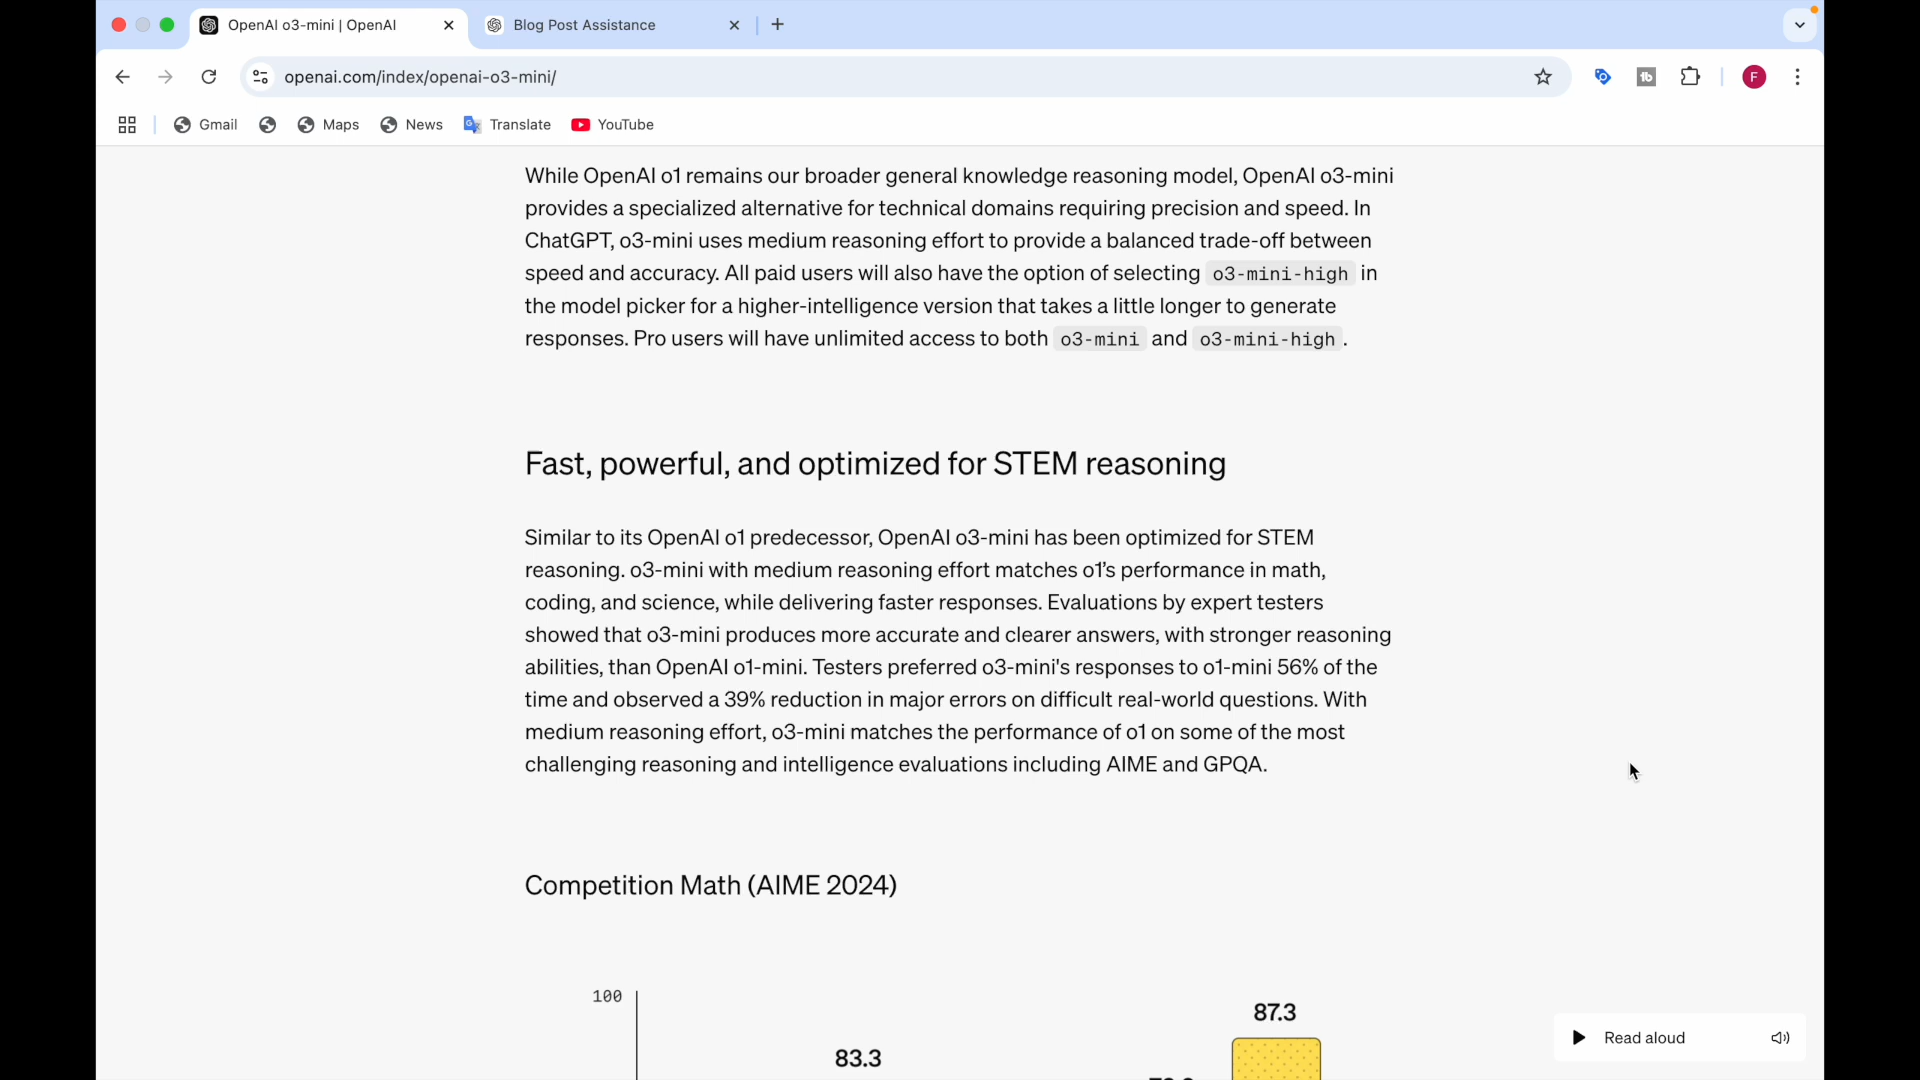 OpenAI o3-mini | OpenAI
Blog Post Assistance
openai.com/index/openai-o3-mini/
F
Gmail
Maps
News
Translate
YouTube
While OpenAI o1 remains our broader general knowledge reasoning model, OpenAI o3-mini
provides a specialized alternative for technical domains requiring precision and speed. In
ChatGPT, o3-mini uses medium reasoning effort to provide a balanced trade-off between
speed and accuracy. All paid users will also have the option of selecting o3-mini-high in
the model picker for a higher-intelligence version that takes a little longer to generate
responses. Pro users will have unlimited access to both o3-mini and o3-mini-high.
Fast, powerful, and optimized for STEM reasoning
Similar to its OpenAI o1 predecessor, OpenAI o3-mini has been optimized for STEM
reasoning. o3-mini with medium reasoning effort matches o1’s performance in math,
coding, and science, while delivering faster responses. Evaluations by expert testers
showed that o3-mini produces more accurate and clearer answers, with stronger reasoning
abilities, than OpenAI o1-mini. Testers preferred o3-mini's responses to o1-mini 56% of the
time and observed a 39% reduction in major errors on difficult real-world questions. With
medium reasoning effort, o3-mini matches the performance of o1 on some of the most
challenging reasoning and intelligence evaluations including AIME and GPQA.
Competition Math (AIME 2024)
100
87.3
83.3
Read aloud